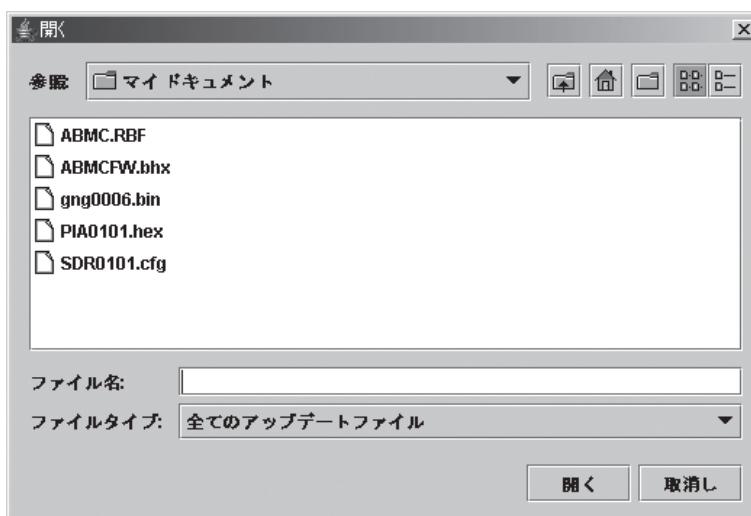 開く
参照: マイ ドキュメント
ABMC.RBF
ABMCFW.bhx
gng0006.bin
PIA0101.hex
SDR0101.cfg
ファイル名:
ファイルタイプ: 全てのアップデートファイル
開く 取消し